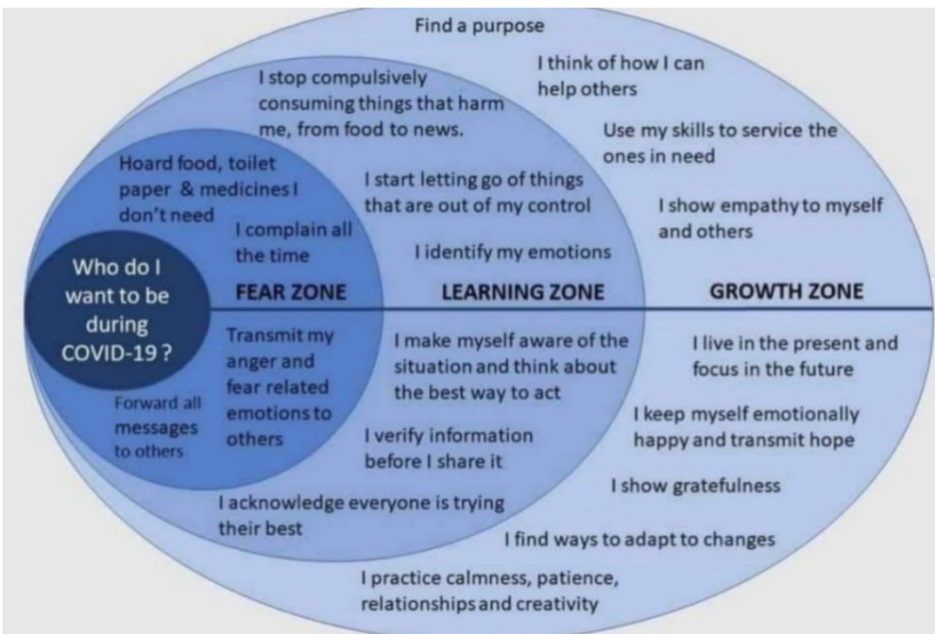 Find a purpose
I think of how I can
help others
I stop compulsively
consuming things that harm
me, from food to news.
Use my skills to service the
ones in need
Hoard food, toilet
paper & medicines I
don't need
I start letting go of things
that are out of my control
I show empathy to myself
and others
I complain all
the time
I identify my emotions
Who do I
want to be
during
COVID-19 ?
FEAR ZONE
LEARNING ZONE
GROWTH ZONE
Transmit my
anger and
fear related
emotions to
others
I make myself aware of the
situation and think about
the best way to act
I live in the present and
focus in the future
Forward all
messages
to others
I keep myself emotionally
happy and transmit hope
I verify information
before I share it
I show gratefulness
I acknowledge everyone is trying
their best
I find ways to adapt to changes
I practice calmness, patience,
relationships and creativity